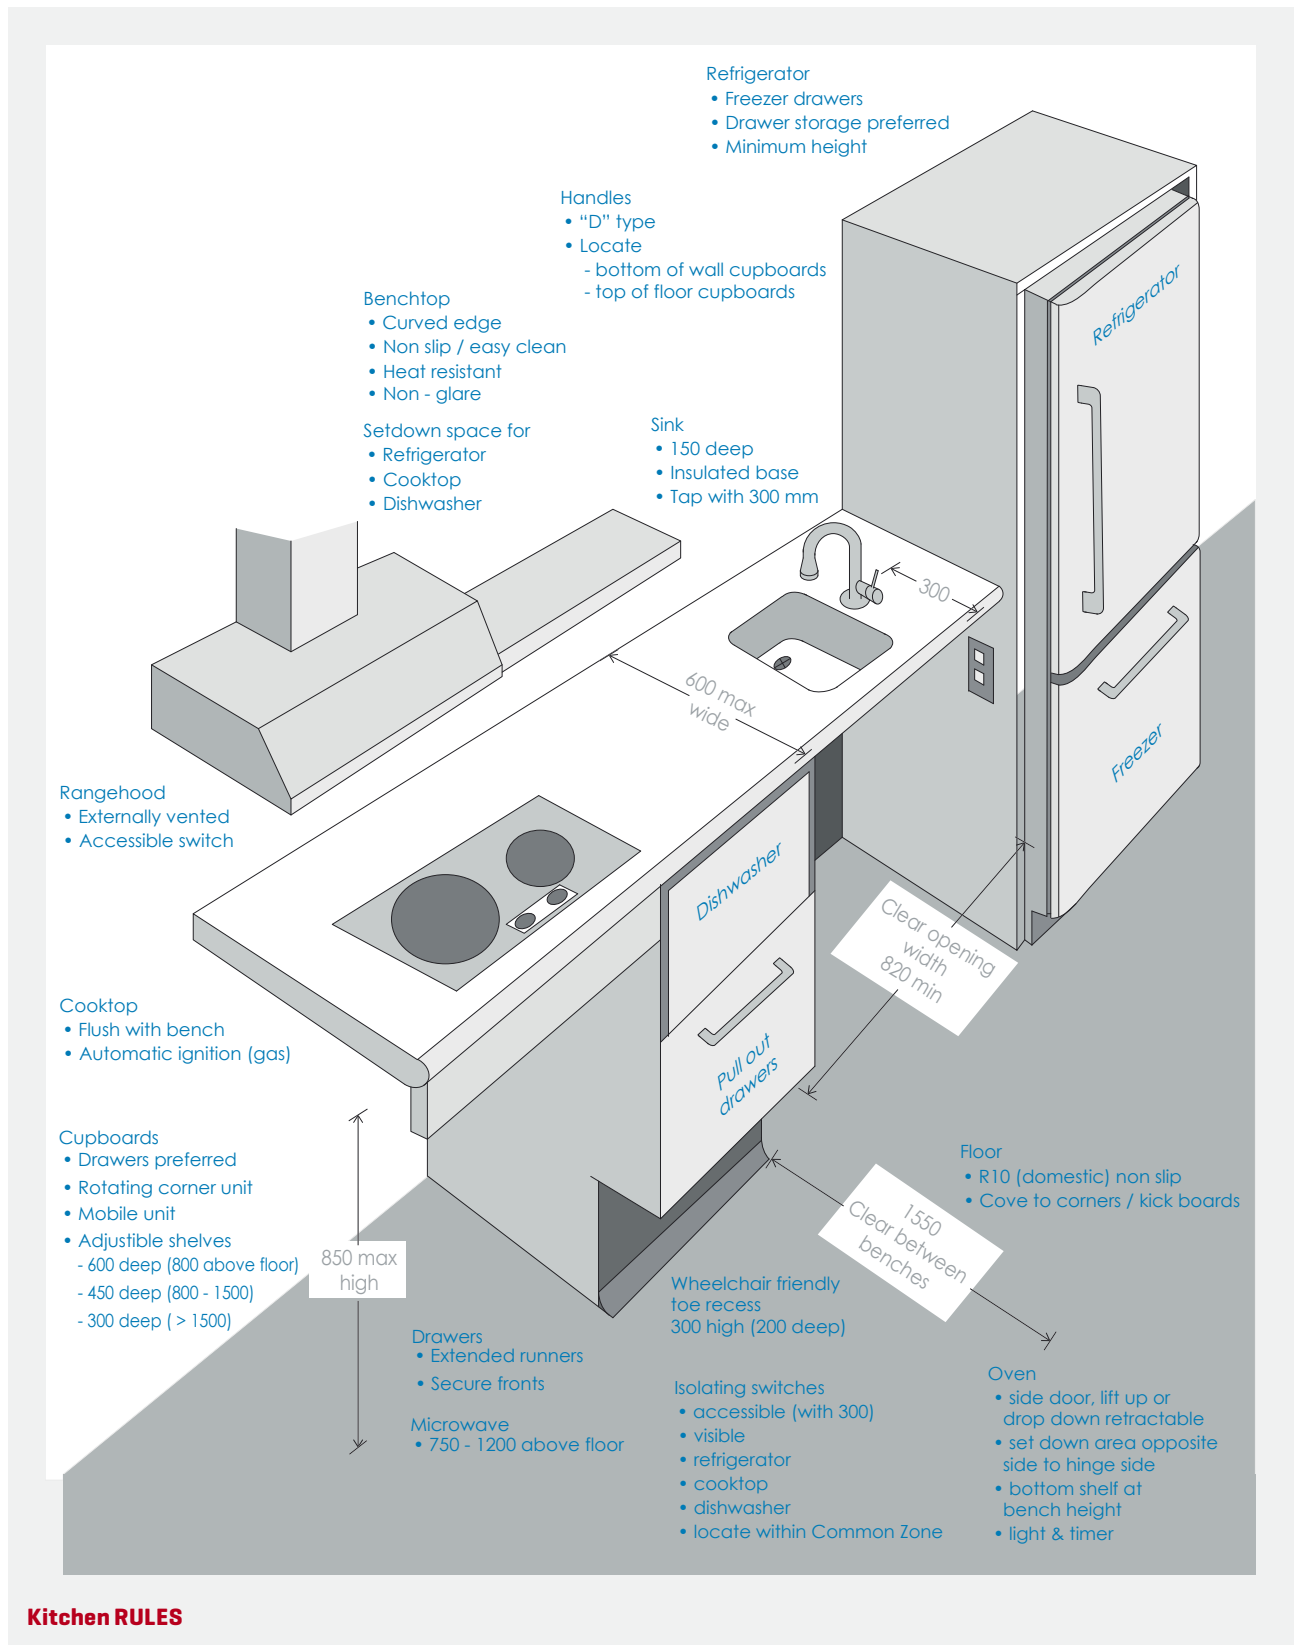 Refrigerator
• Freezer drawers
• Drawer storage preferred
• Minimum height
Handles
• “D” type
• Locate
- bottom of wall cupboards
- top of floor cupboards
Benchtop
• Curved edge
• Non slip / easy clean
• Heat resistant
• Non - glare
Setdown space for
• Refrigerator
• Cooktop
• Dishwasher
Sink
• 150 deep
• Insulated base
• Tap with 300 mm
Refrigerator
300
600 max
wide
Freezer
Rangehood
• Externally vented
• Accessible switch
Dishwasher
Clear opening
width
820 min
Cooktop
• Flush with bench
• Automatic ignition (gas)
Pull out
drawers
Cupboards
• Drawers preferred
• Rotating corner unit
• Mobile unit
• Adjustible shelves
- 600 deep (800 above floor)
- 450 deep (800 - 1500)
- 300 deep ( > 1500)
850 max
high
Floor
• R10 (domestic) non slip
• Cove to corners / kick boards
1550
Clear between
benches
Wheelchair friendly
toe recess
300 high (200 deep)
Drawers
• Extended runners
• Secure fronts
Microwave
• 750 - 1200 above floor
Isolating switches
• accessible (with 300)
• visible
• refrigerator
• cooktop
• dishwasher
• locate within Common Zone
Oven
• side door, lift up or
drop down retractable
• set down area opposite
side to hinge side
• bottom shelf at
bench height
• light & timer
Kitchen RULES